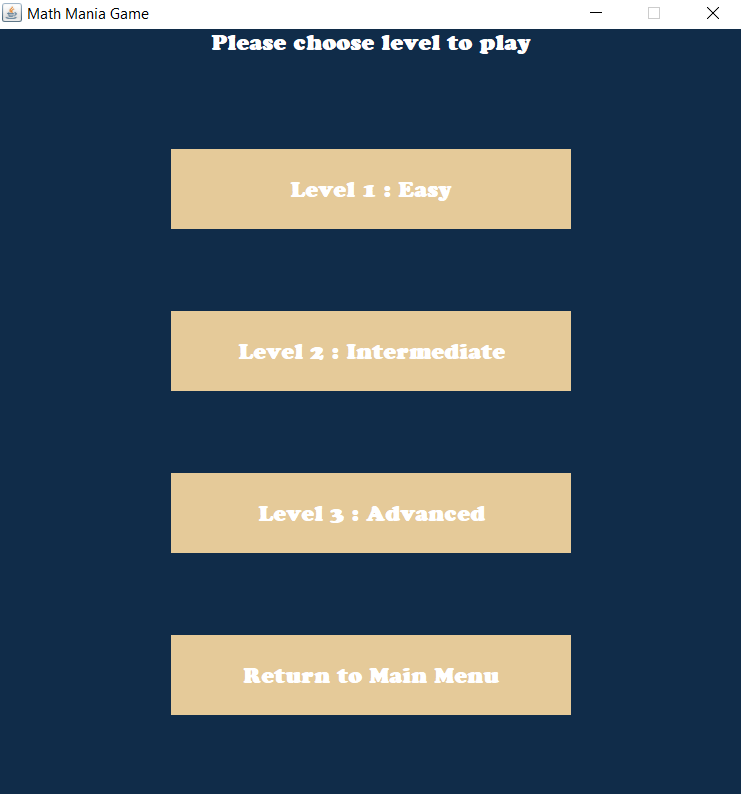 Math Mania Game
Please choose level to play
Level 1 : Easy
Level 2 : Intermediate
Level 3 : Advanced
Return to Main Menu